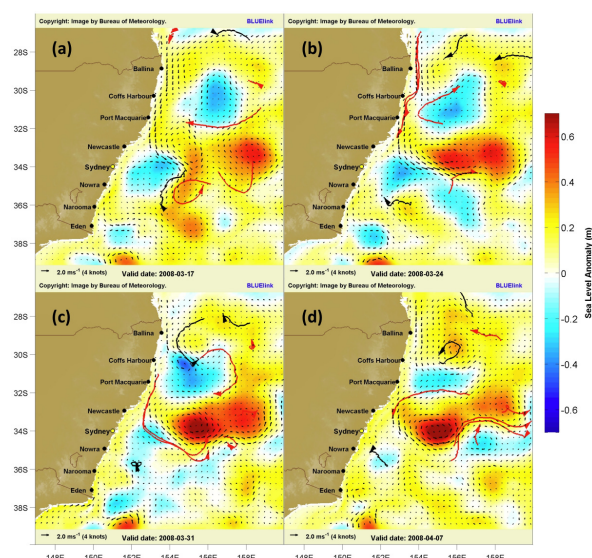 Copyright: Image by Bureau of Meteorology. BLUElink
Copyright: Image by Bureau of Meteorology. BLUElink
28S
30S
32S
34S
36S
38S
(a)
Ballina
Coffs Harbour
Port Macquarie
Newcastle
Sydney
Nowra
Narooma
Eden
2.0 ms⁻¹ (4 knots) Valid date: 2008-03-17
(b)
Ballina
Coffs Harbour
Port Macquarie
Newcastle
Sydney
Nowra
Narooma
Eden
2.0 ms⁻¹ (4 knots) Valid date: 2008-03-24
Copyright: Image by Bureau of Meteorology. BLUElink
Copyright: Image by Bureau of Meteorology. BLUElink
28S
30S
32S
34S
36S
38S
(c)
Ballina
Coffs Harbour
Port Macquarie
Newcastle
Sydney
Nowra
Narooma
Eden
2.0 ms⁻¹ (4 knots) Valid date: 2008-03-31
(d)
Ballina
Coffs Harbour
Port Macquarie
Newcastle
Sydney
Nowra
Narooma
Eden
2.0 ms⁻¹ (4 knots) Valid date: 2008-04-07
148E 150E 152E 154E 156E 158E
148E 150E 152E 154E 156E 158E
0.6
0.4
0.2
0
-0.2
-0.4
-0.6
Sea Level Anomaly (m)